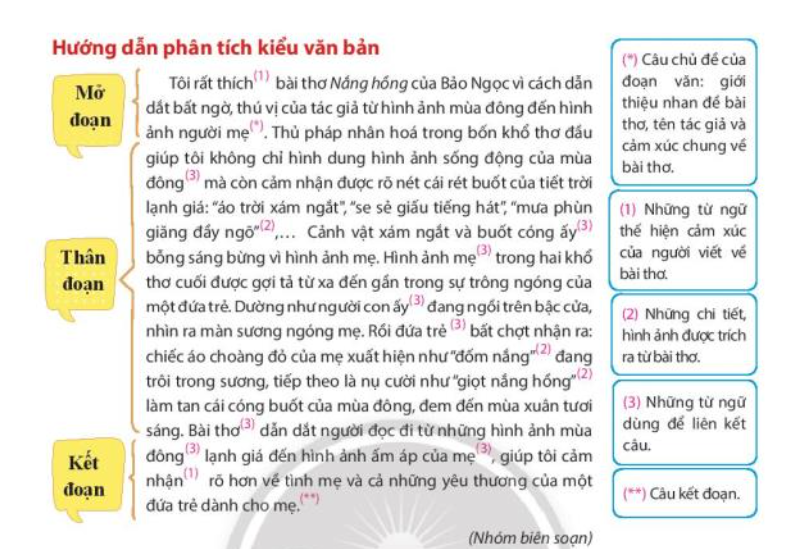 Hướng dẫn phân tích kiểu văn bản
Mở
đoạn
Tôi rất thích(1) bài thơ Nắng hồng của Bảo Ngọc vì cách dẫn
dắt bất ngờ, thú vị của tác giả từ hình ảnh mùa đông đến hình
ảnh người mẹ(*). Thủ pháp nhân hoá trong bốn khổ thơ đầu
giúp tôi không chỉ hình dung hình ảnh sống động của mùa
đông(3) mà còn cảm nhận được rõ nét cái rét buốt của tiết trời
lạnh giá: “áo trời xám ngắt”, “se sẻ giấu tiếng hát”, “mưa phùn
giăng đầy ngõ”(2),… Cảnh vật xám ngắt và buốt cóng ấy(3)
Thân
đoạn
bỗng sáng bừng vì hình ảnh mẹ. Hình ảnh mẹ(3) trong hai khổ
thơ cuối được gợi tả từ xa đến gần trong sự trông ngóng của
một đứa trẻ. Dường như người con ấy(3) đang ngồi trên bậc cửa,
nhìn ra màn sương ngóng mẹ. Rồi đứa trẻ (3) bất chợt nhận ra:
chiếc áo choàng đỏ của mẹ xuất hiện như “đốm nắng”(2) đang
trôi trong sương, tiếp theo là nụ cười như “giọt nắng hồng”(2)
làm tan cái cóng buốt của mùa đông, đem đến mùa xuân tươi
sáng. Bài thơ(3) dẫn dắt người đọc đi từ những hình ảnh mùa
Kết
đoạn
đông(3) lạnh giá đến hình ảnh ấm áp của mẹ(3), giúp tôi cảm
nhận(1) rõ hơn về tình mẹ và cả những yêu thương của một
đứa trẻ dành cho mẹ.(**)
(Nhóm biên soạn)
(*) Câu chủ đề của
đoạn văn: giới
thiệu nhan đề bài
thơ, tên tác giả và
cảm xúc chung về
bài thơ.
(1) Những từ ngữ
thể hiện cảm xúc
của người viết về
bài thơ.
(2) Những chi tiết,
hình ảnh được trích
ra từ bài thơ.
(3) Những từ ngữ
dùng để liên kết
câu.
(**) Câu kết đoạn.